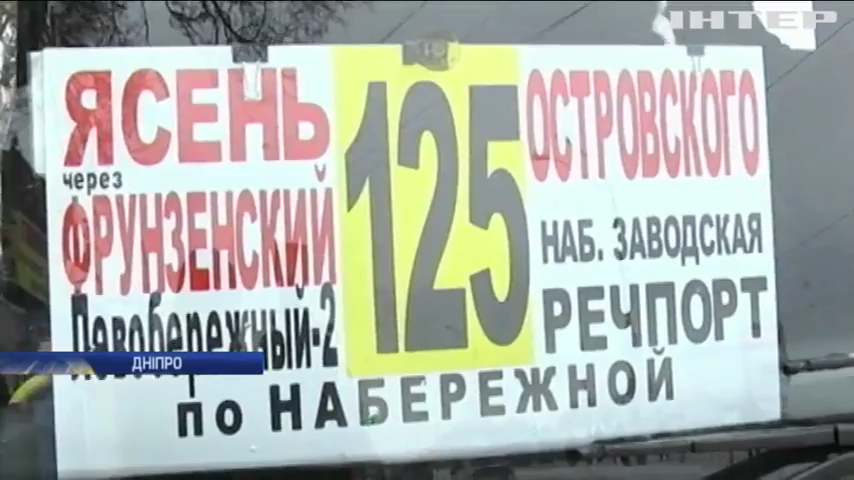 ІНТЕР
ЯСЕНЬ
через
ФРУНЗЕНСКИЙ
Левобережный-2
125
ОСТРОВСКОГО
НАБ. ЗАВОДСКАЯ
РЕЧПОРТ
по НАБЕРЕЖНОЙ
ДНІПРО